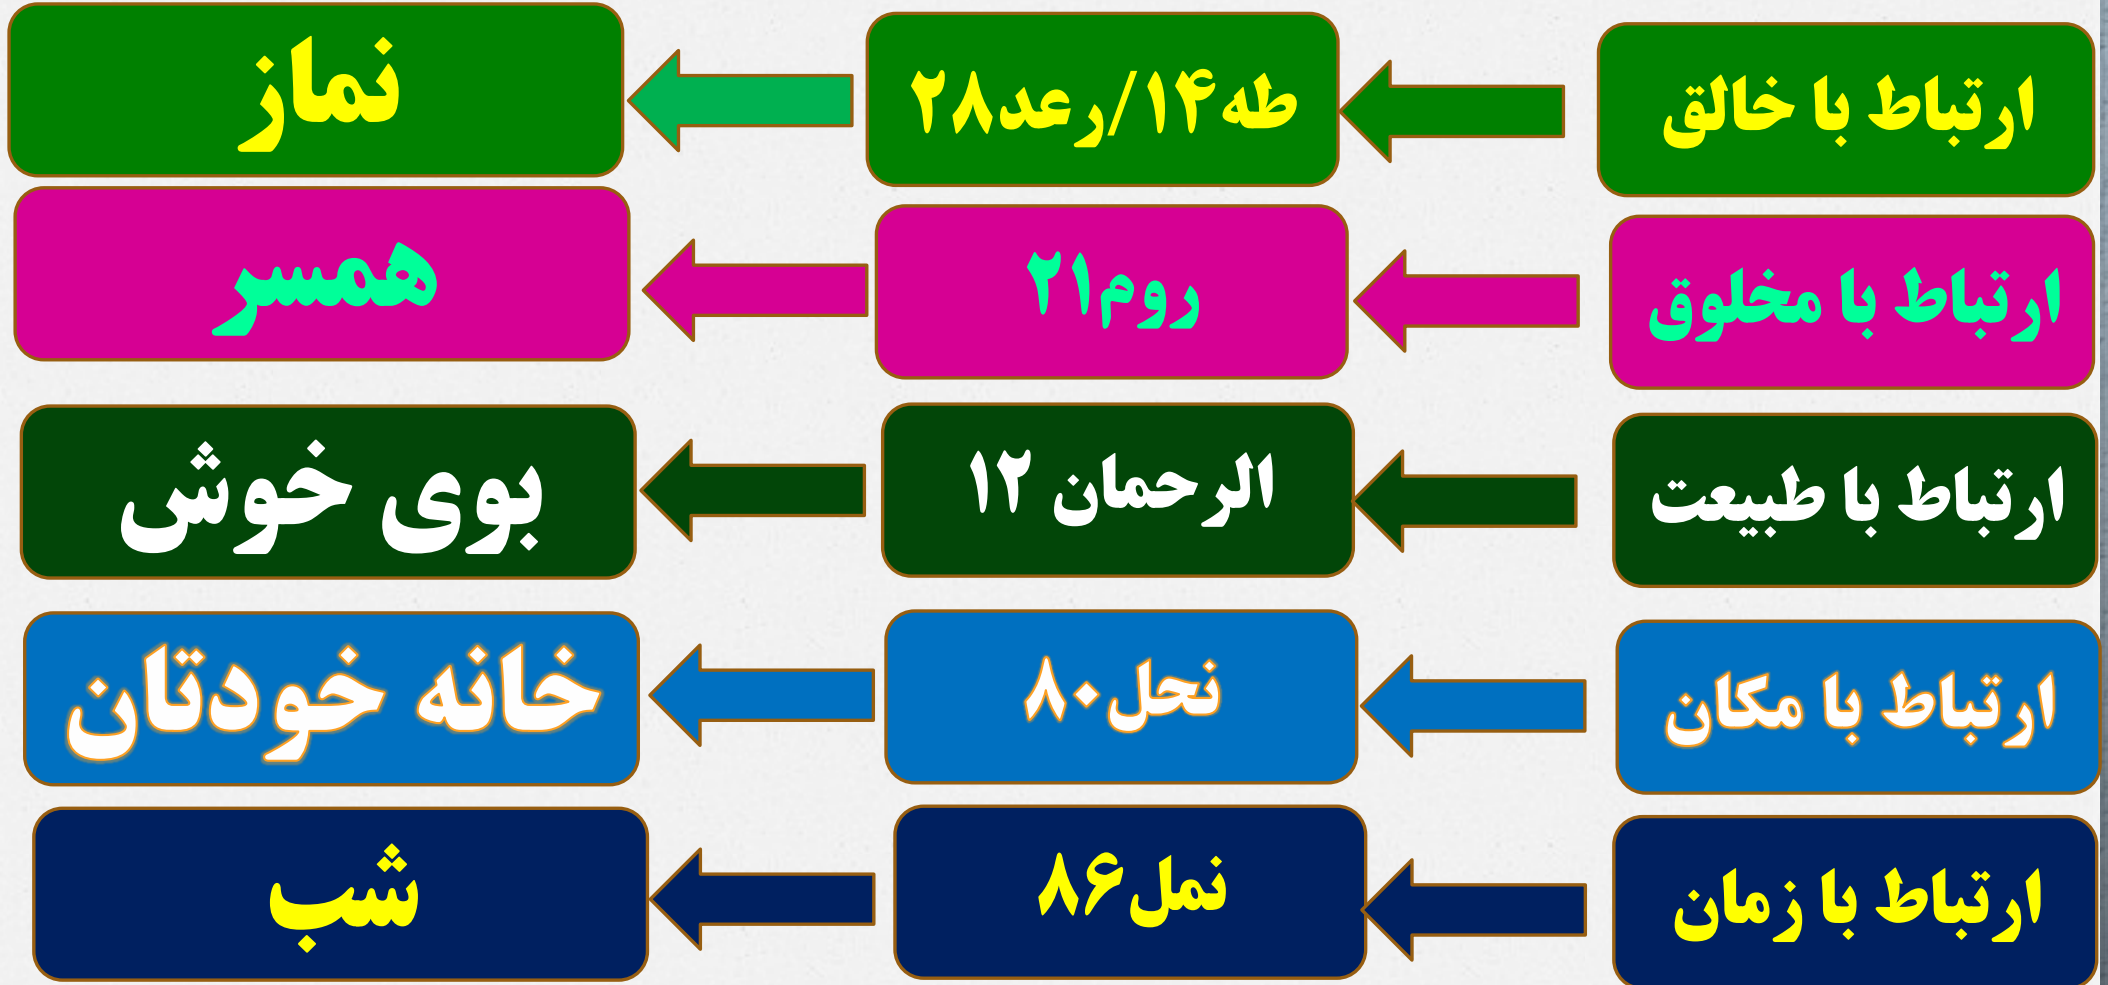 ارتباط با خالق
طه۱۴/رعد۲۸
نماز
ارتباط با مخلوق
روم۲۱
همسر
ارتباط با طبیعت
الرحمان ۱۲
بوی خوش
ارتباط با مکان
نحل۸۰
خانه خودتان
ارتباط با زمان
نمل۸۶
شب